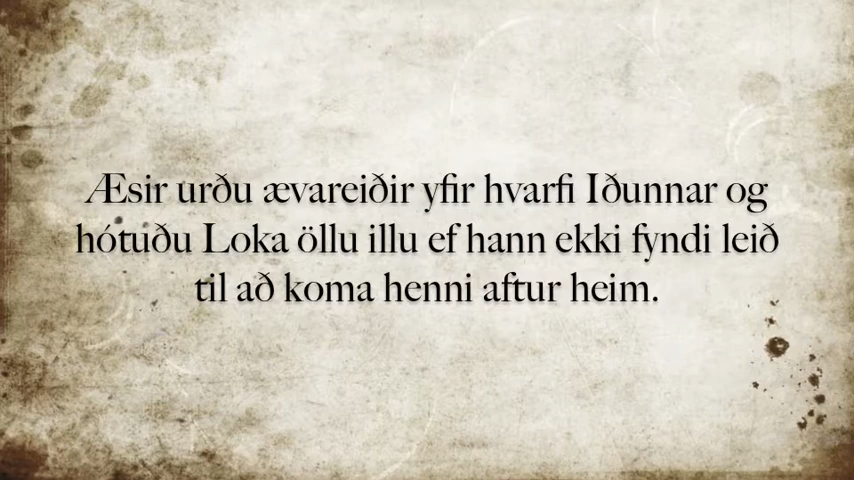 Æsir urðu ævareiðir yfir hvarfi Iðunnar og
hótuðu Loka öllu illu ef hann ekki fyndi leið
til að koma henni aftur heim.